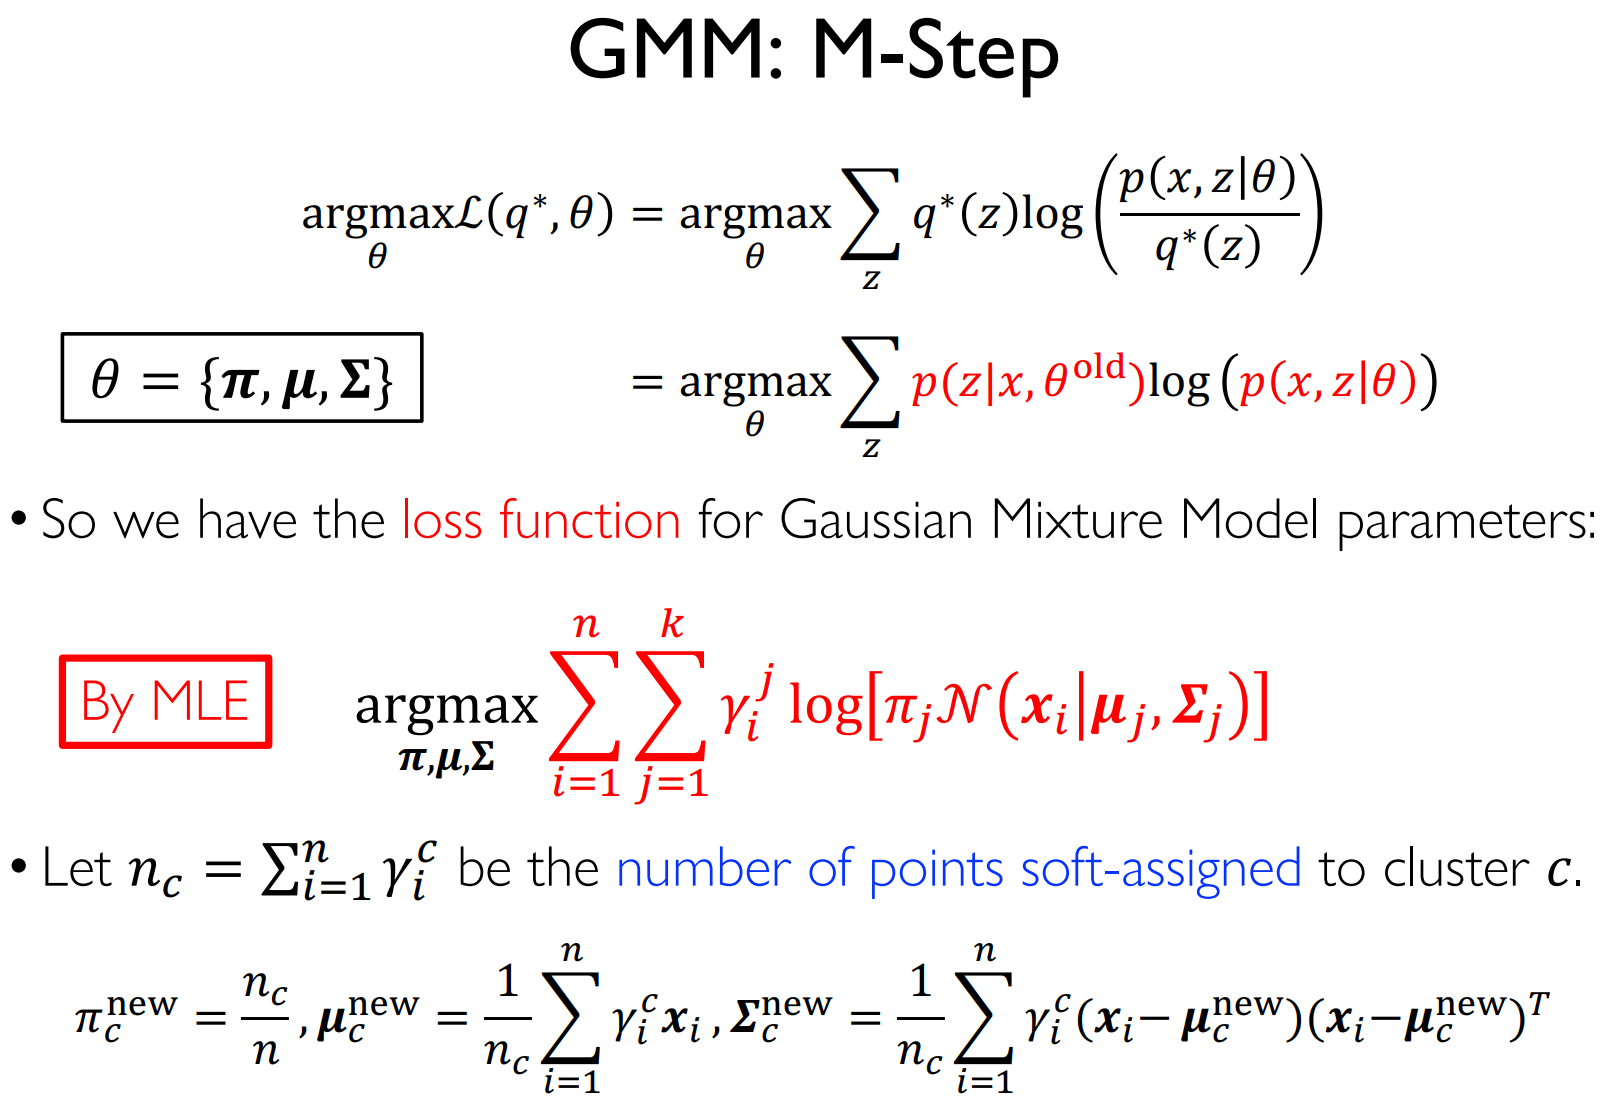 GMM: M-Step
argmax_θ ℒ(q*, θ) = argmax_θ ∑_z q*(z)log(p(x, z|θ) / q*(z))
θ = {π, μ, Σ}
= argmax_θ ∑_z p(z|x, θ^old)log(p(x, z|θ))
• So we have the loss function for Gaussian Mixture Model parameters:
By MLE
argmax_{π,μ,Σ} ∑_{i=1}^{n} ∑_{j=1}^{k} γ_i^j log[π_j 𝒩(x_i|μ_j, Σ_j)]
• Let n_c = ∑_{i=1}^{n} γ_i^c be the number of points soft-assigned to cluster c.
π_c^new = n_c / n , μ_c^new = 1/n_c ∑_{i=1}^{n} γ_i^c x_i , Σ_c^new = 1/n_c ∑_{i=1}^{n} γ_i^c (x_i − μ_c^new)(x_i − μ_c^new)^T